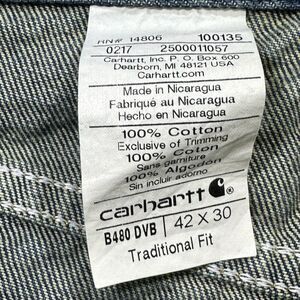 RN# 14806 100135
0217 2500011057
Carhartt, Inc. P.O. Box 600
Dearborn, MI 48121 USA
Carhartt.com
Made in Nicaragua
Fabriqué au Nicaragua
Hecho en Nicaragua
100% Cotton
Exclusive of Trimming
100% Coton
Sans garniture
100% Algodon
Sin incluir adorno
carhartt
B480 DVB 42 X 30
Traditional Fit